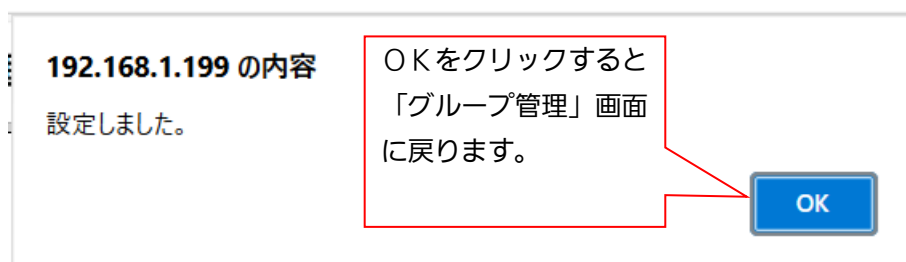 192.168.1.199 の内容
設定しました。
ＯＫをクリックすると
「グループ管理」画面
に戻ります。
OK